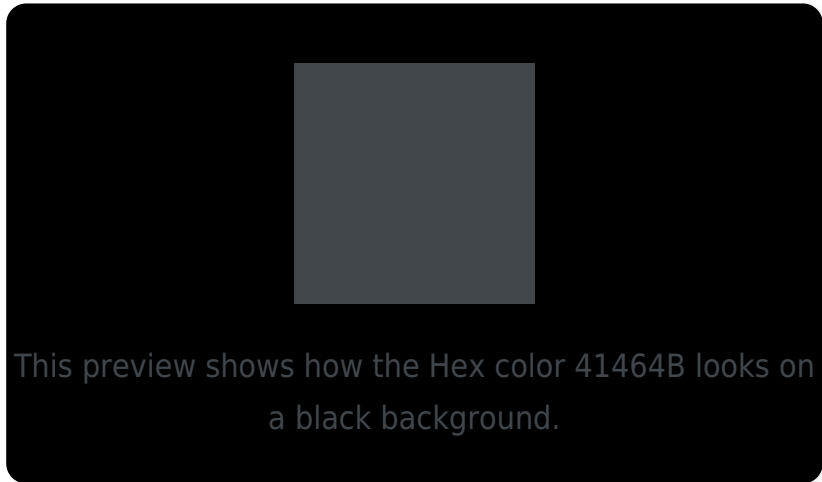 This preview shows how the Hex color 41464B looks on
a black background.